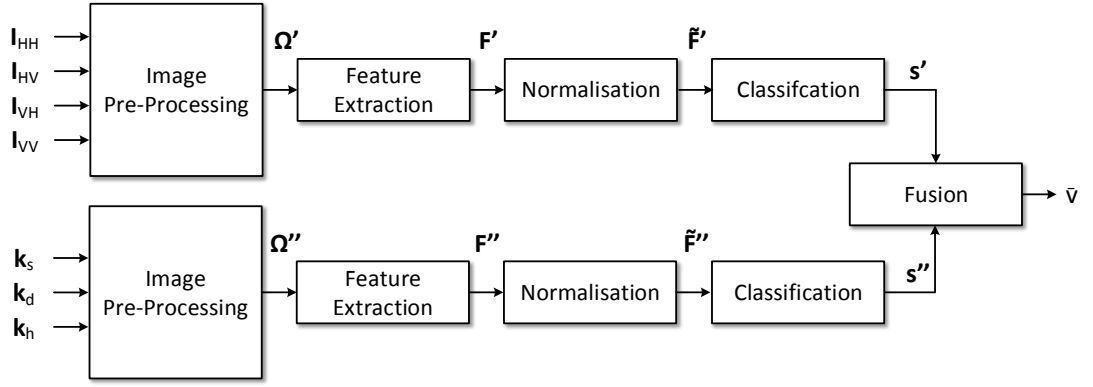 I_HH
I_HV
I_VH
I_VV
Image
Pre-Processing
Ω'
Feature
Extraction
F'
Normalisation
F̃'
Classifcation
s'
k_s
k_d
k_h
Image
Pre-Processing
Ω''
Feature
Extraction
F''
Normalisation
F̃''
Classification
s''
Fusion
v̄